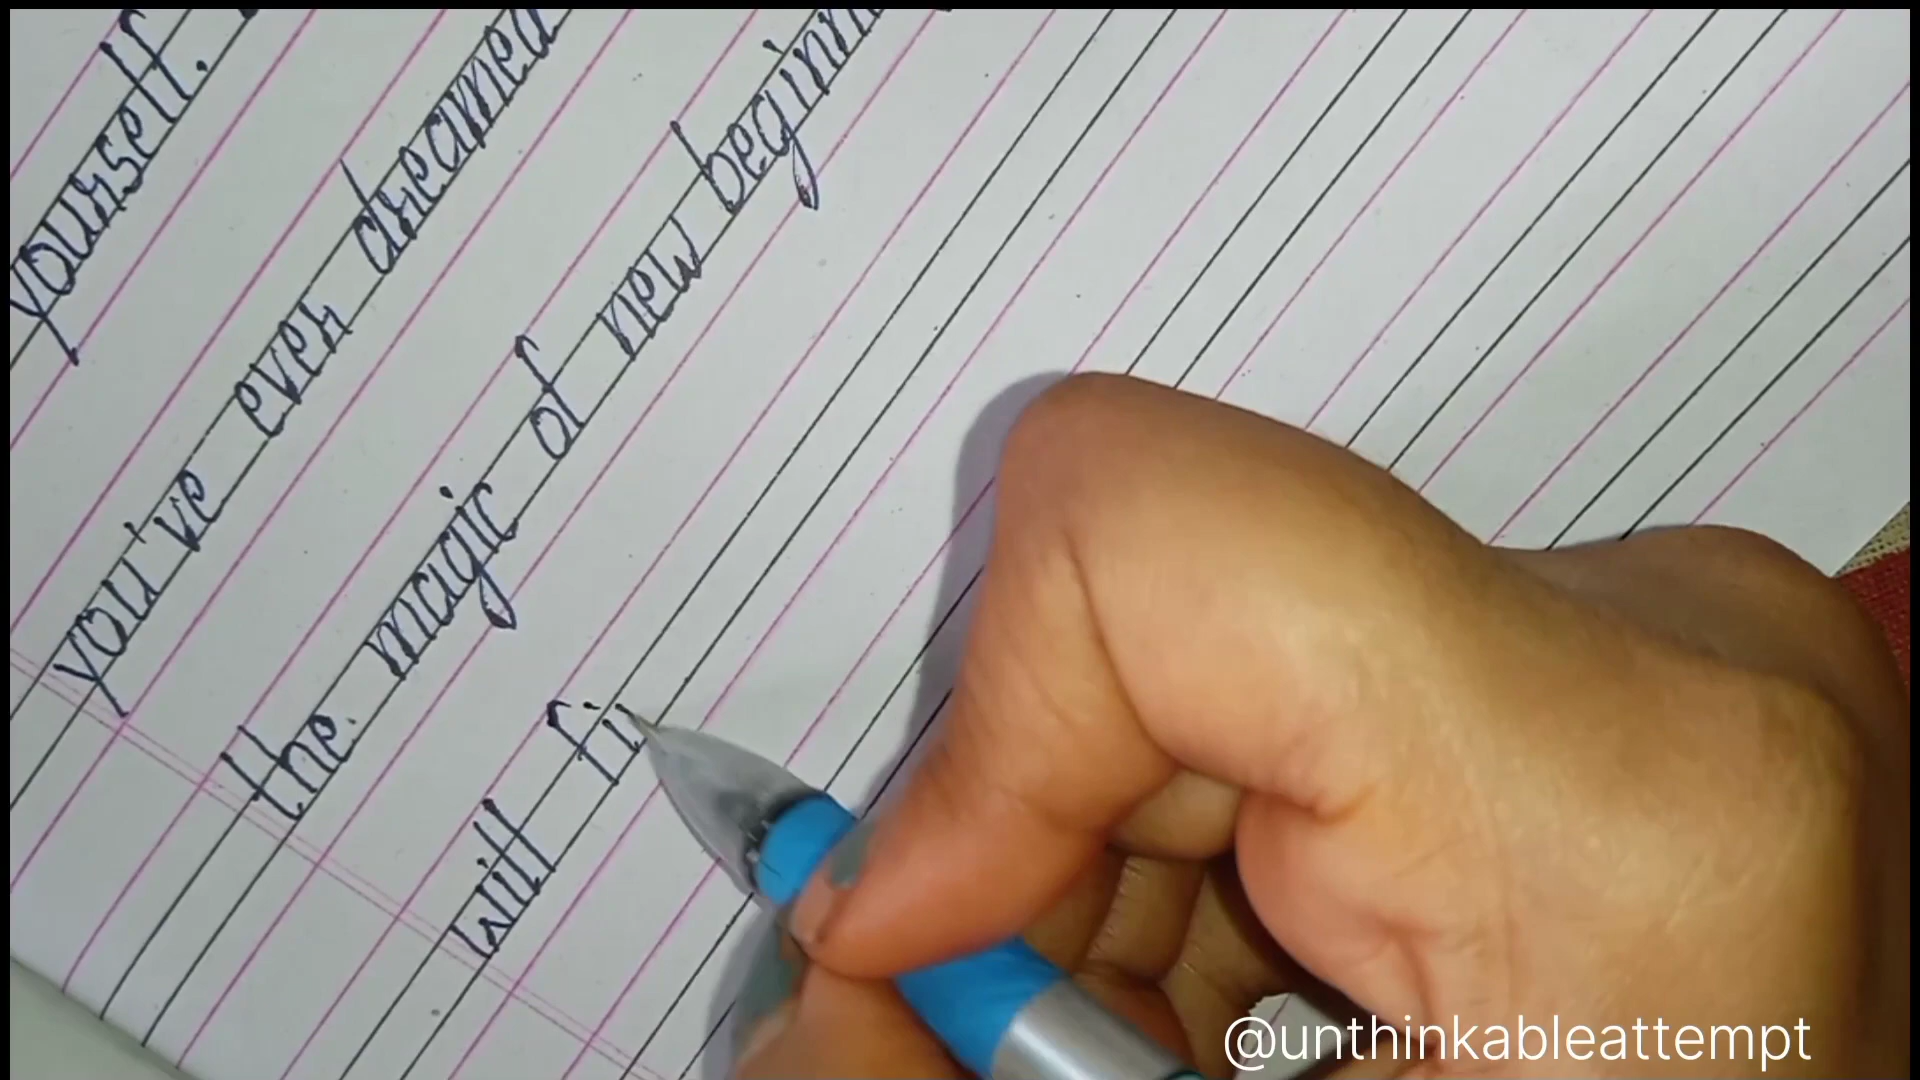 yourself.
you've ever dreamed
the magic of new beginn
will fi
@unthinkableattempt